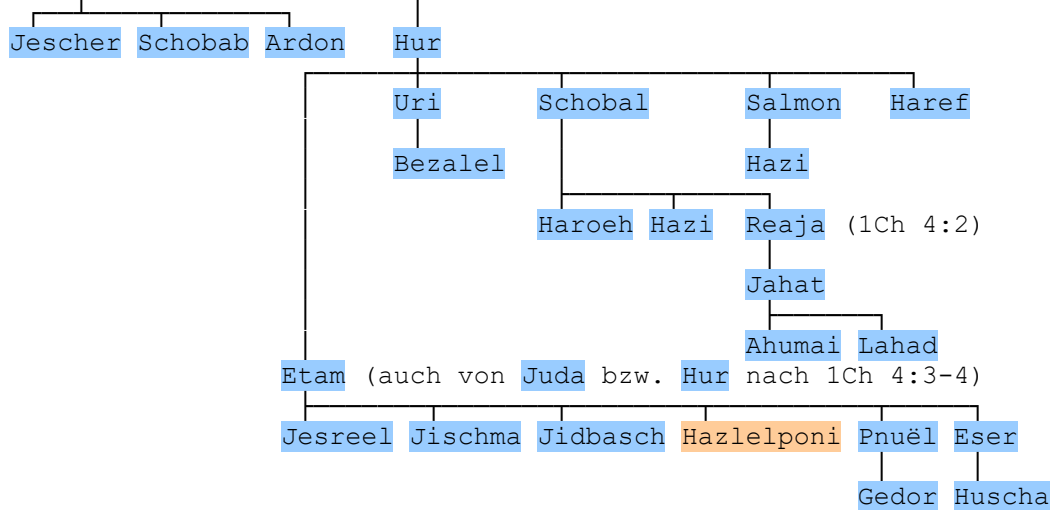 Jescher Schobab Ardon Hur
Uri Schobal Salmon Haref
Bezalel Hazi
Haroeh Hazi Reaja (1Ch 4:2)
Jahat
Ahumai Lahad
Etam (auch von Juda bzw. Hur nach 1Ch 4:3-4)
Jesreel Jischma Jidbasch Hazlelponi Pnuël Eser
Gedor Huscha